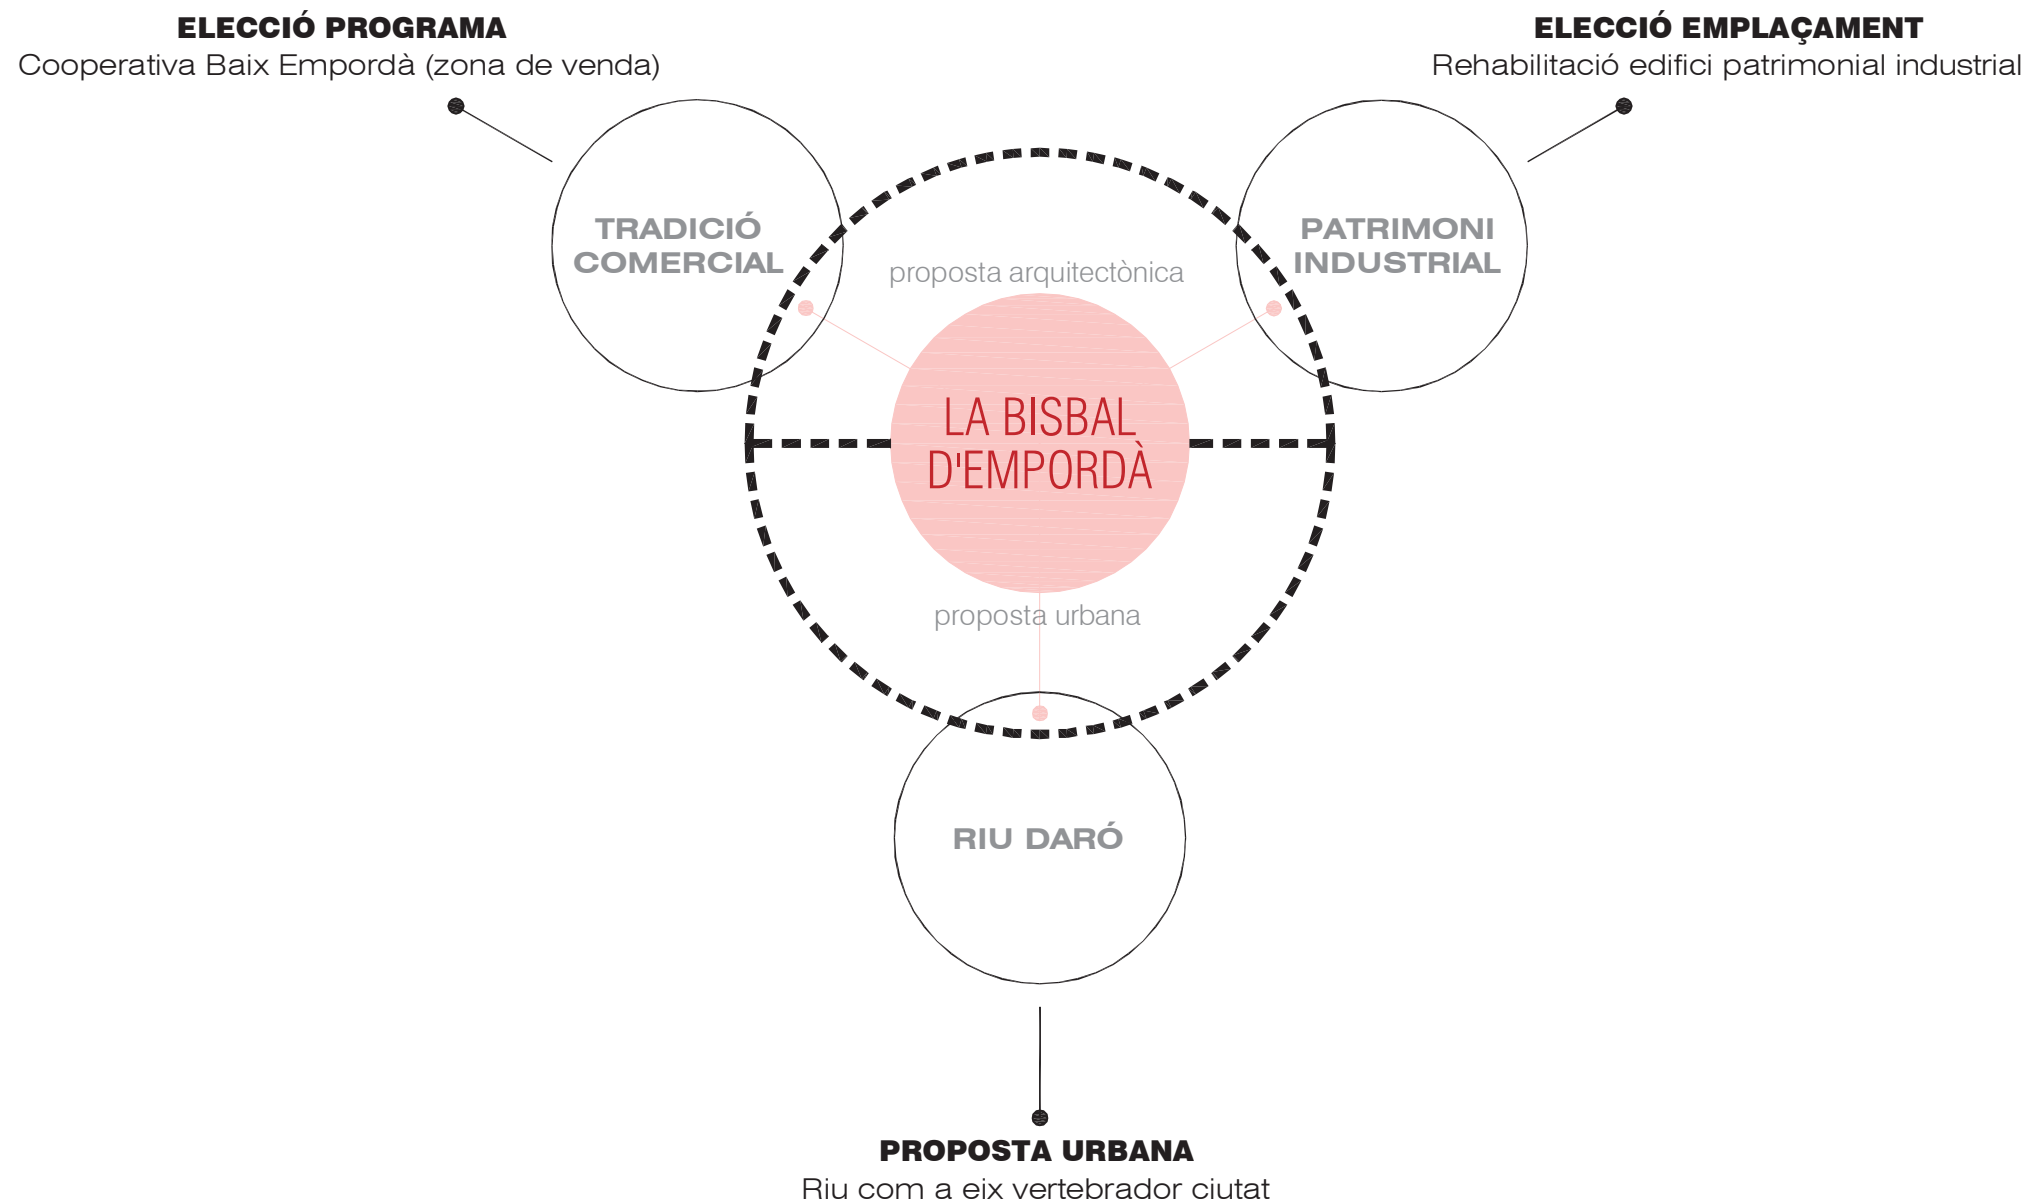 ELECCIÓ PROGRAMA
Cooperativa Baix Empordà (zona de venda)
ELECCIÓ EMPLAÇAMENT
Rehabilitació edifici patrimonial industrial
TRADICIÓ
COMERCIAL
PATRIMONI
INDUSTRIAL
proposta arquitectònica
LA BISBAL
D'EMPORDÀ
proposta urbana
RIU DARÓ
PROPOSTA URBANA
Riu com a eix vertebrador ciutat